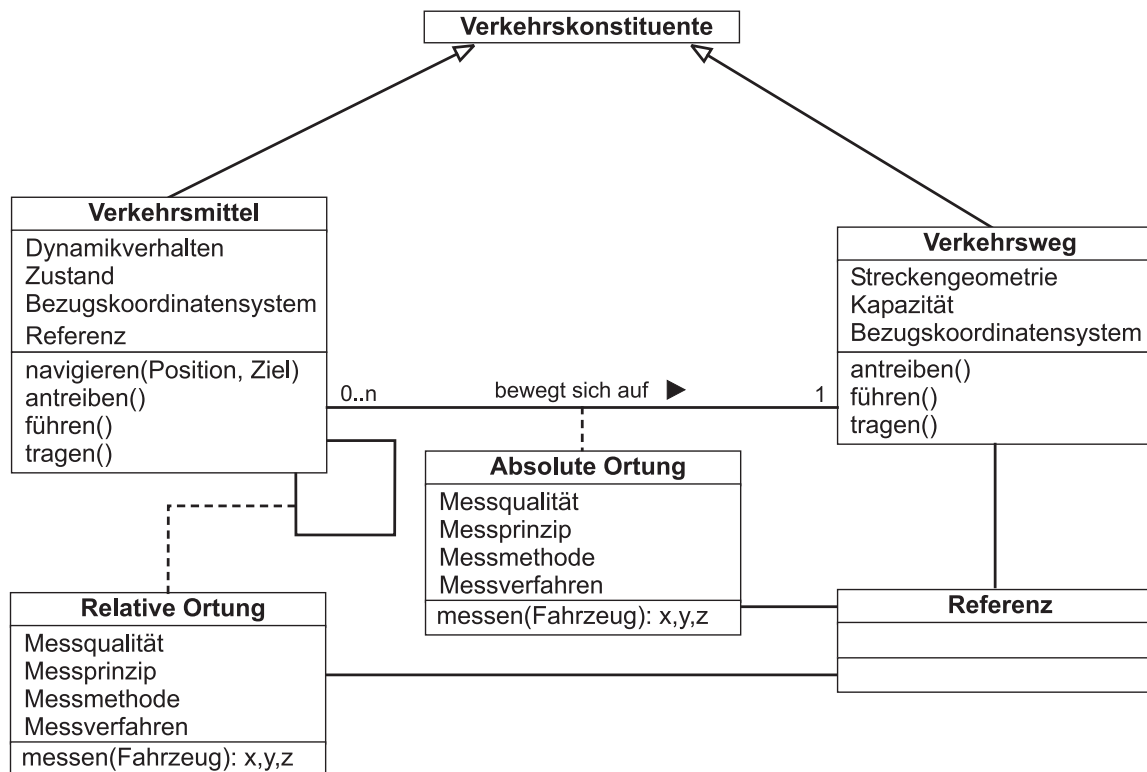 Verkehrskonstituente
Verkehrsmittel
Dynamikverhalten
Zustand
Bezugskoordinatensystem
Referenz
navigieren(Position, Ziel)
antreiben()
führen()
tragen()
Verkehrsweg
Streckengeometrie
Kapazität
Bezugskoordinatensystem
antreiben()
führen()
tragen()
0..n
bewegt sich auf ▶
1
Absolute Ortung
Messqualität
Messprinzip
Messmethode
Messverfahren
messen(Fahrzeug): x,y,z
Relative Ortung
Messqualität
Messprinzip
Messmethode
Messverfahren
messen(Fahrzeug): x,y,z
Referenz